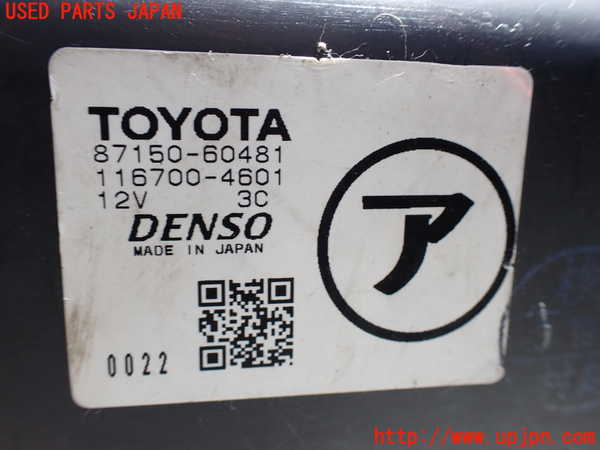 USED PARTS JAPAN
TOYOTA
87150-60481
116700-4601
12V 3C
DENSO
MADE IN JAPAN
ア
0022
http://www.upjpn.com/